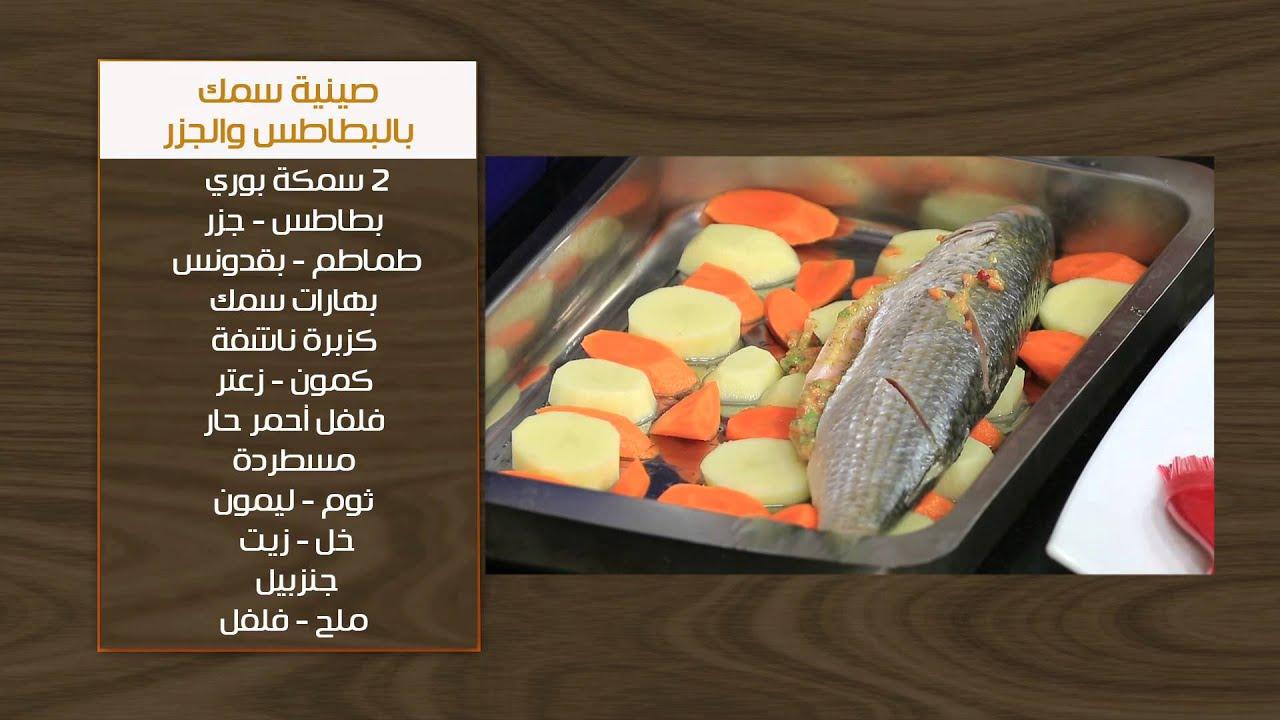 صينية سمك
بالبطاطس والجزر
2 سمكة بوري
بطاطس - جزر
طماطم - بقدونس
بهارات سمك
كزبرة ناشفة
كمون - زعتر
فلفل أحمر حار
مسطردة
ثوم - ليمون
خل - زيت
جنزبيل
ملح - فلفل